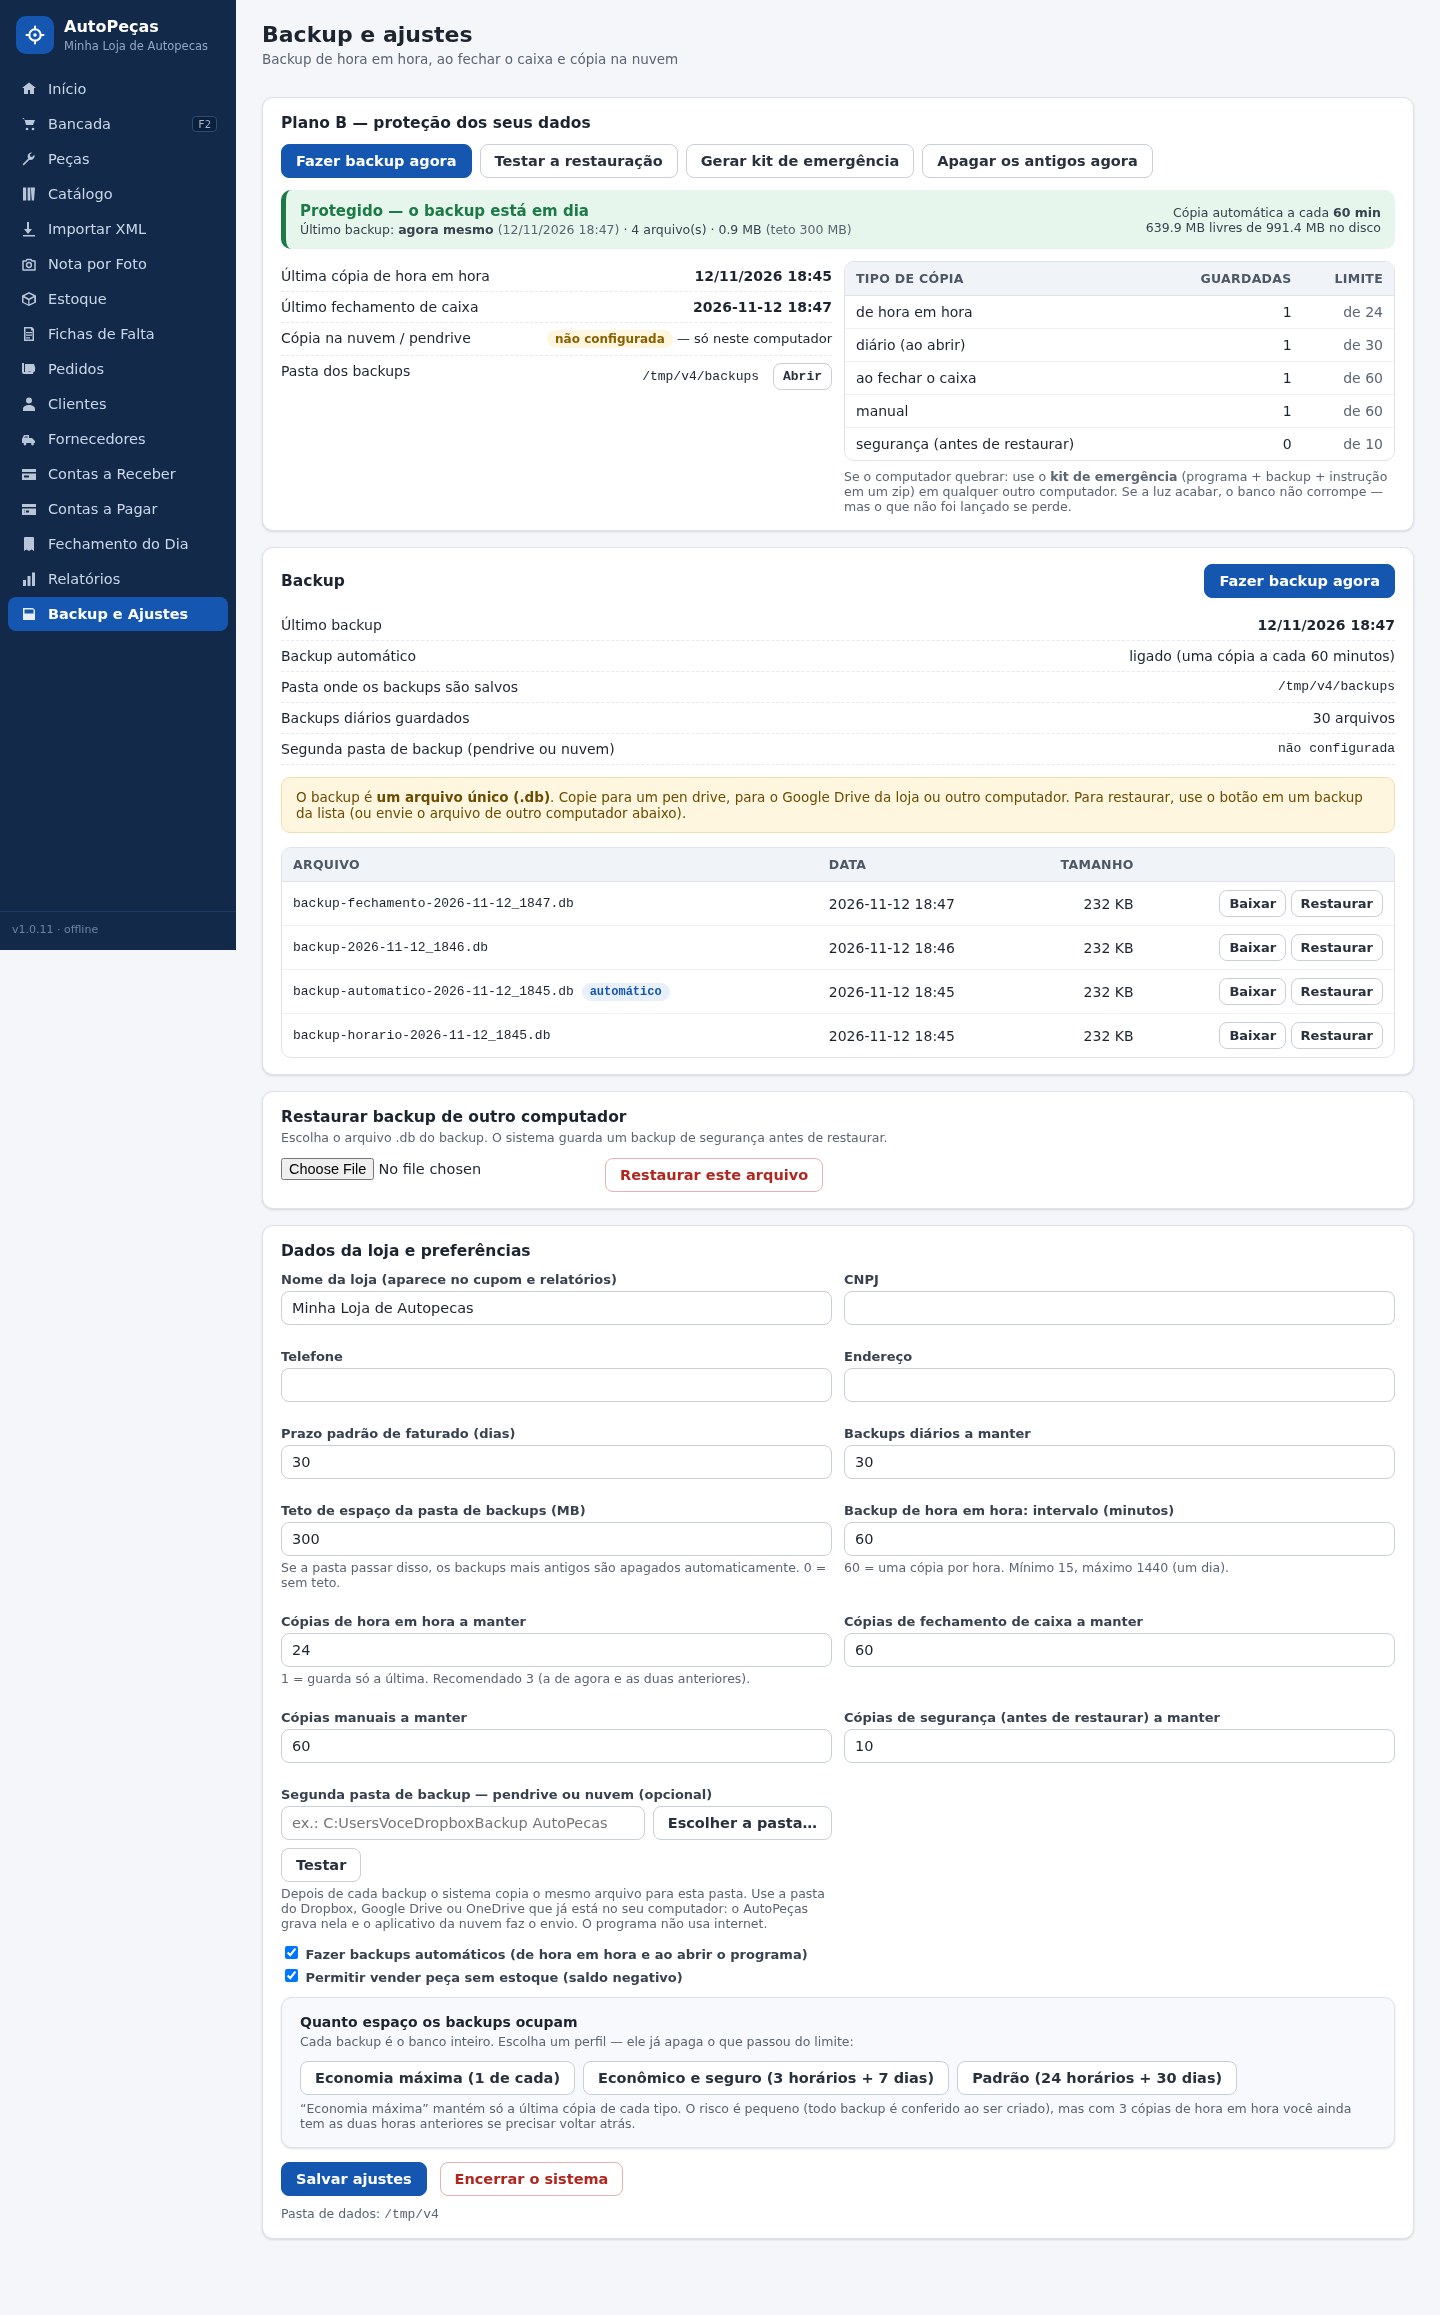 AutoPeças
Minha Loja de Autopecas
Início
Bancada F2
Peças
Catálogo
Importar XML
Nota por Foto
Estoque
Fichas de Falta
Pedidos
Clientes
Fornecedores
Contas a Receber
Contas a Pagar
Fechamento do Dia
Relatórios
Backup e Ajustes
v1.0.11 · offline
Backup e ajustes
Backup de hora em hora, ao fechar o caixa e cópia na nuvem
Plano B — proteção dos seus dados
Fazer backup agora Testar a restauração Gerar kit de emergência Apagar os antigos agora
Protegido — o backup está em dia
Último backup: agora mesmo (12/11/2026 18:47) · 4 arquivo(s) · 0.9 MB (teto 300 MB)
Cópia automática a cada 60 min
639.9 MB livres de 991.4 MB no disco
Última cópia de hora em hora 12/11/2026 18:45
Último fechamento de caixa 2026-11-12 18:47
Cópia na nuvem / pendrive não configurada — só neste computador
Pasta dos backups /tmp/v4/backups Abrir
TIPO DE CÓPIA GUARDADAS LIMITE
de hora em hora 1 de 24
diário (ao abrir) 1 de 30
ao fechar o caixa 1 de 60
manual 1 de 60
segurança (antes de restaurar) 0 de 10
Se o computador quebrar: use o kit de emergência (programa + backup + instrução
em um zip) em qualquer outro computador. Se a luz acabar, o banco não corrompe —
mas o que não foi lançado se perde.
Backup Fazer backup agora
Último backup 12/11/2026 18:47
Backup automático ligado (uma cópia a cada 60 minutos)
Pasta onde os backups são salvos /tmp/v4/backups
Backups diários guardados 30 arquivos
Segunda pasta de backup (pendrive ou nuvem) não configurada
O backup é um arquivo único (.db). Copie para um pen drive, para o Google Drive da loja ou outro computador. Para restaurar, use o botão em um backup
da lista (ou envie o arquivo de outro computador abaixo).
ARQUIVO DATA TAMANHO
backup-fechamento-2026-11-12_1847.db 2026-11-12 18:47 232 KB Baixar Restaurar
backup-2026-11-12_1846.db 2026-11-12 18:46 232 KB Baixar Restaurar
backup-automatico-2026-11-12_1845.db automático 2026-11-12 18:45 232 KB Baixar Restaurar
backup-horario-2026-11-12_1845.db 2026-11-12 18:45 232 KB Baixar Restaurar
Restaurar backup de outro computador
Escolha o arquivo .db do backup. O sistema guarda um backup de segurança antes de restaurar.
Choose File No file chosen Restaurar este arquivo
Dados da loja e preferências
Nome da loja (aparece no cupom e relatórios) CNPJ
Minha Loja de Autopecas
Telefone Endereço
Prazo padrão de faturado (dias) Backups diários a manter
30 30
Teto de espaço da pasta de backups (MB) Backup de hora em hora: intervalo (minutos)
300 60
Se a pasta passar disso, os backups mais antigos são apagados automaticamente. 0 =
sem teto.
60 = uma cópia por hora. Mínimo 15, máximo 1440 (um dia).
Cópias de hora em hora a manter Cópias de fechamento de caixa a manter
24 60
1 = guarda só a última. Recomendado 3 (a de agora e as duas anteriores).
Cópias manuais a manter Cópias de segurança (antes de restaurar) a manter
60 10
Segunda pasta de backup — pendrive ou nuvem (opcional)
ex.: C:UsersVoceDropboxBackup AutoPecas Escolher a pasta…
Testar
Depois de cada backup o sistema copia o mesmo arquivo para esta pasta. Use a pasta
do Dropbox, Google Drive ou OneDrive que já está no seu computador: o AutoPeças
grava nela e o aplicativo da nuvem faz o envio. O programa não usa internet.
Fazer backups automáticos (de hora em hora e ao abrir o programa)
Permitir vender peça sem estoque (saldo negativo)
Quanto espaço os backups ocupam
Cada backup é o banco inteiro. Escolha um perfil — ele já apaga o que passou do limite:
Economia máxima (1 de cada) Econômico e seguro (3 horários + 7 dias) Padrão (24 horários + 30 dias)
“Economia máxima” mantém só a última cópia de cada tipo. O risco é pequeno (todo backup é conferido ao ser criado), mas com 3 cópias de hora em hora você ainda
tem as duas horas anteriores se precisar voltar atrás.
Salvar ajustes Encerrar o sistema
Pasta de dados: /tmp/v4